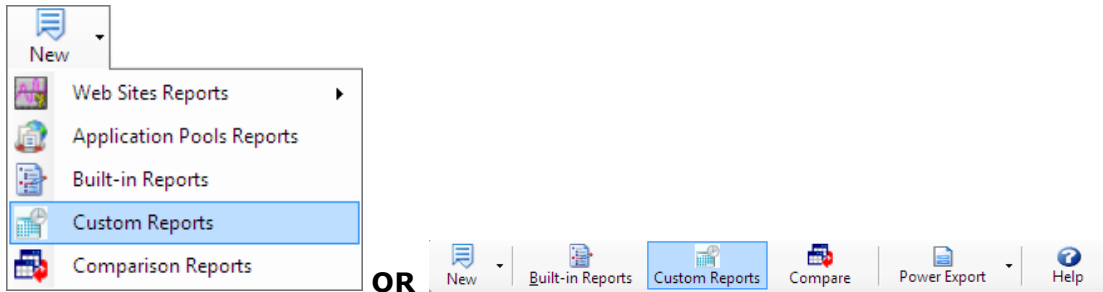 New
Web Sites Reports
Application Pools Reports
Built-in Reports
Custom Reports
Comparison Reports
OR
New Built-in Reports Custom Reports Compare Power Export Help